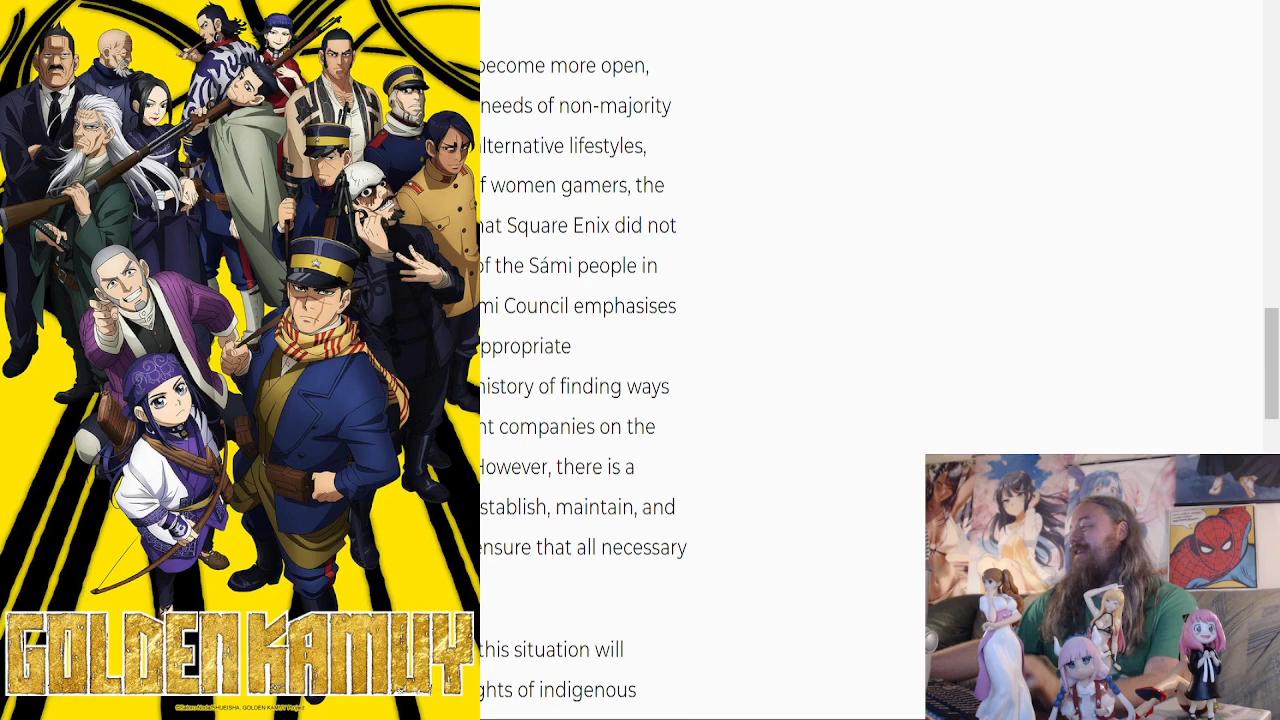 GOLDEN KAMUY
become more open,
needs of non-majority
lternative lifestyles,
f women gamers, the
at Square Enix did not
of the Sámi people in
mi Council emphasises
ppropriate
history of finding ways
nt companies on the
However, there is a
stablish, maintain, and
ensure that all necessary
this situation will
ghts of indigenous